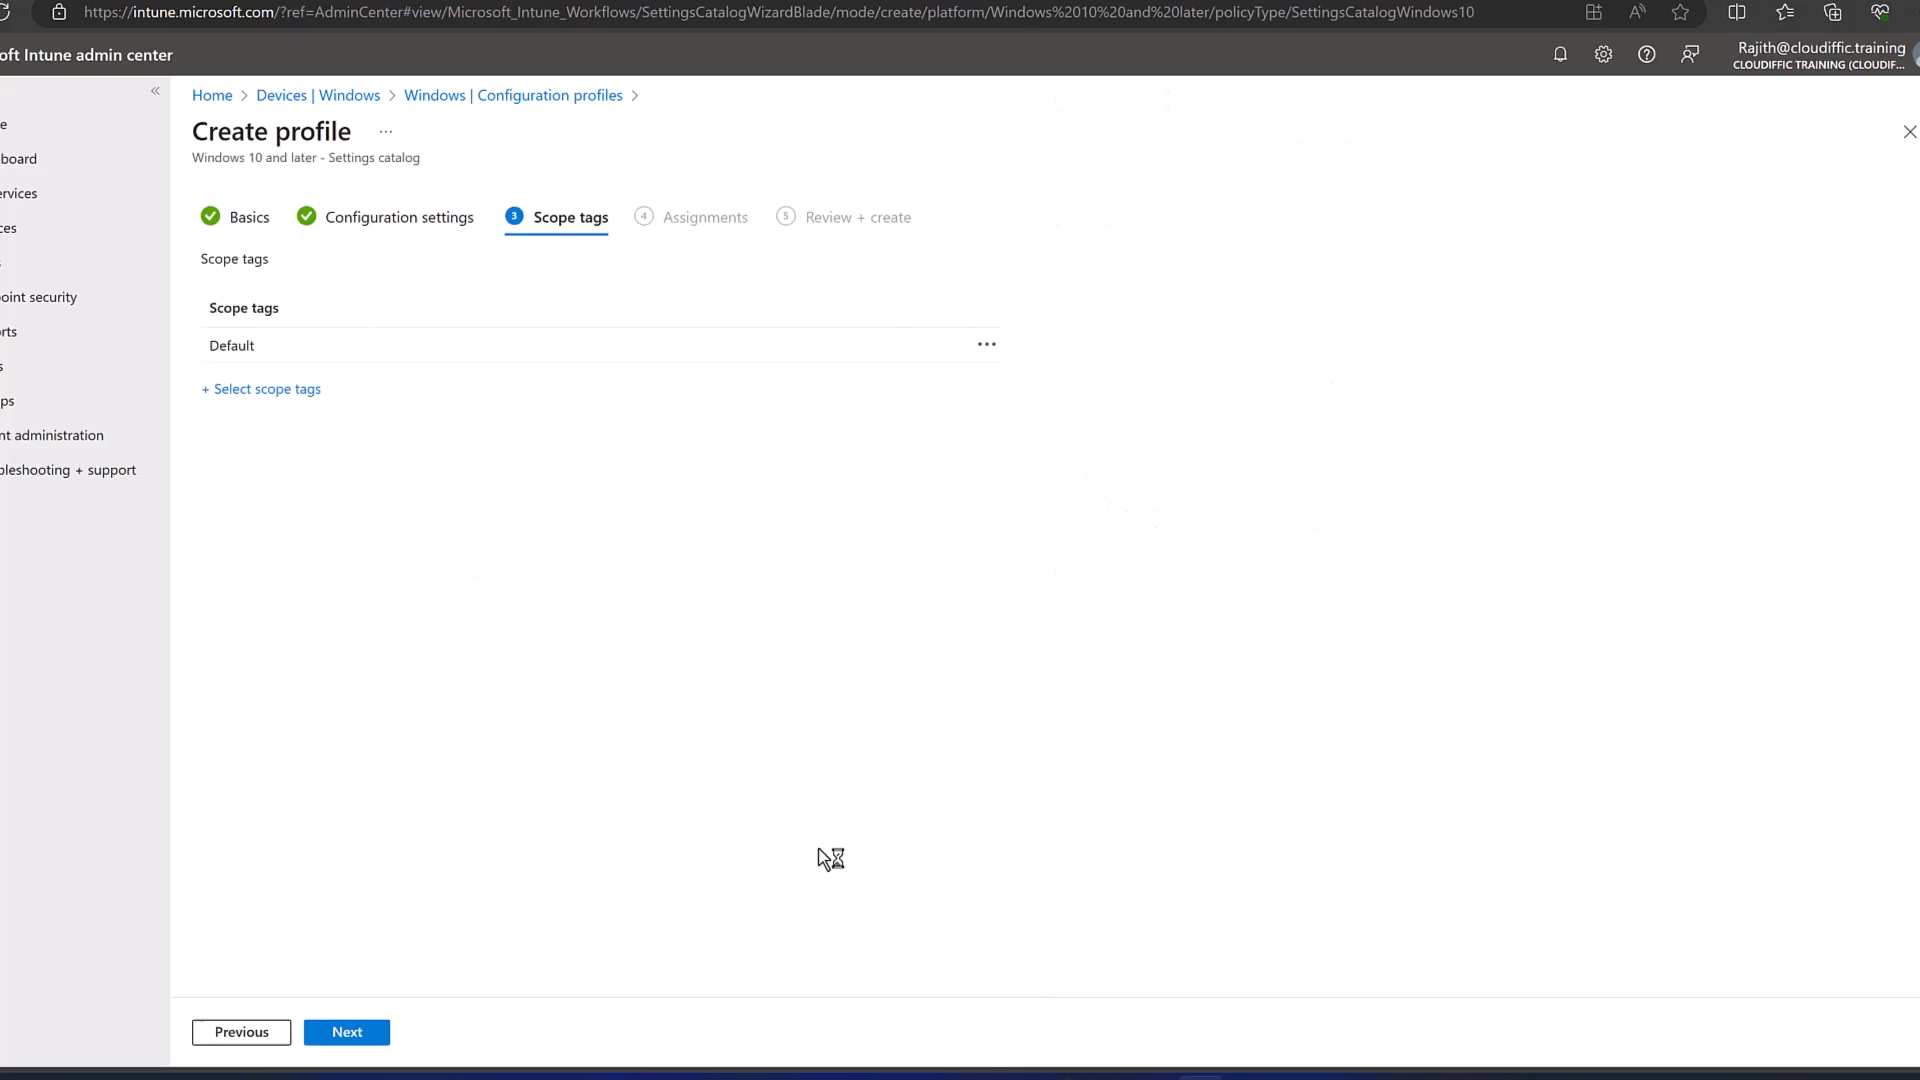 https://intune.microsoft.com/?ref=AdminCenter#view/Microsoft_Intune_Workflows/SettingsCatalogWizardBlade/mode/create/platform/Windows%2010%20and%20later/policyType/SettingsCatalogWindows10
oft Intune admin center
Rajith@cloudiffic.training
CLOUDIFFIC TRAINING (CLOUDIF...
«
Home > Devices | Windows > Windows | Configuration profiles >
Create profile ...
Windows 10 and later - Settings catalog
e
board
ervices
ces
s
oint security
rts
s
ps
nt administration
bleshooting + support
Basics
Configuration settings
3 Scope tags
4 Assignments
5 Review + create
Scope tags
Scope tags
Default ...
+ Select scope tags
Previous
Next